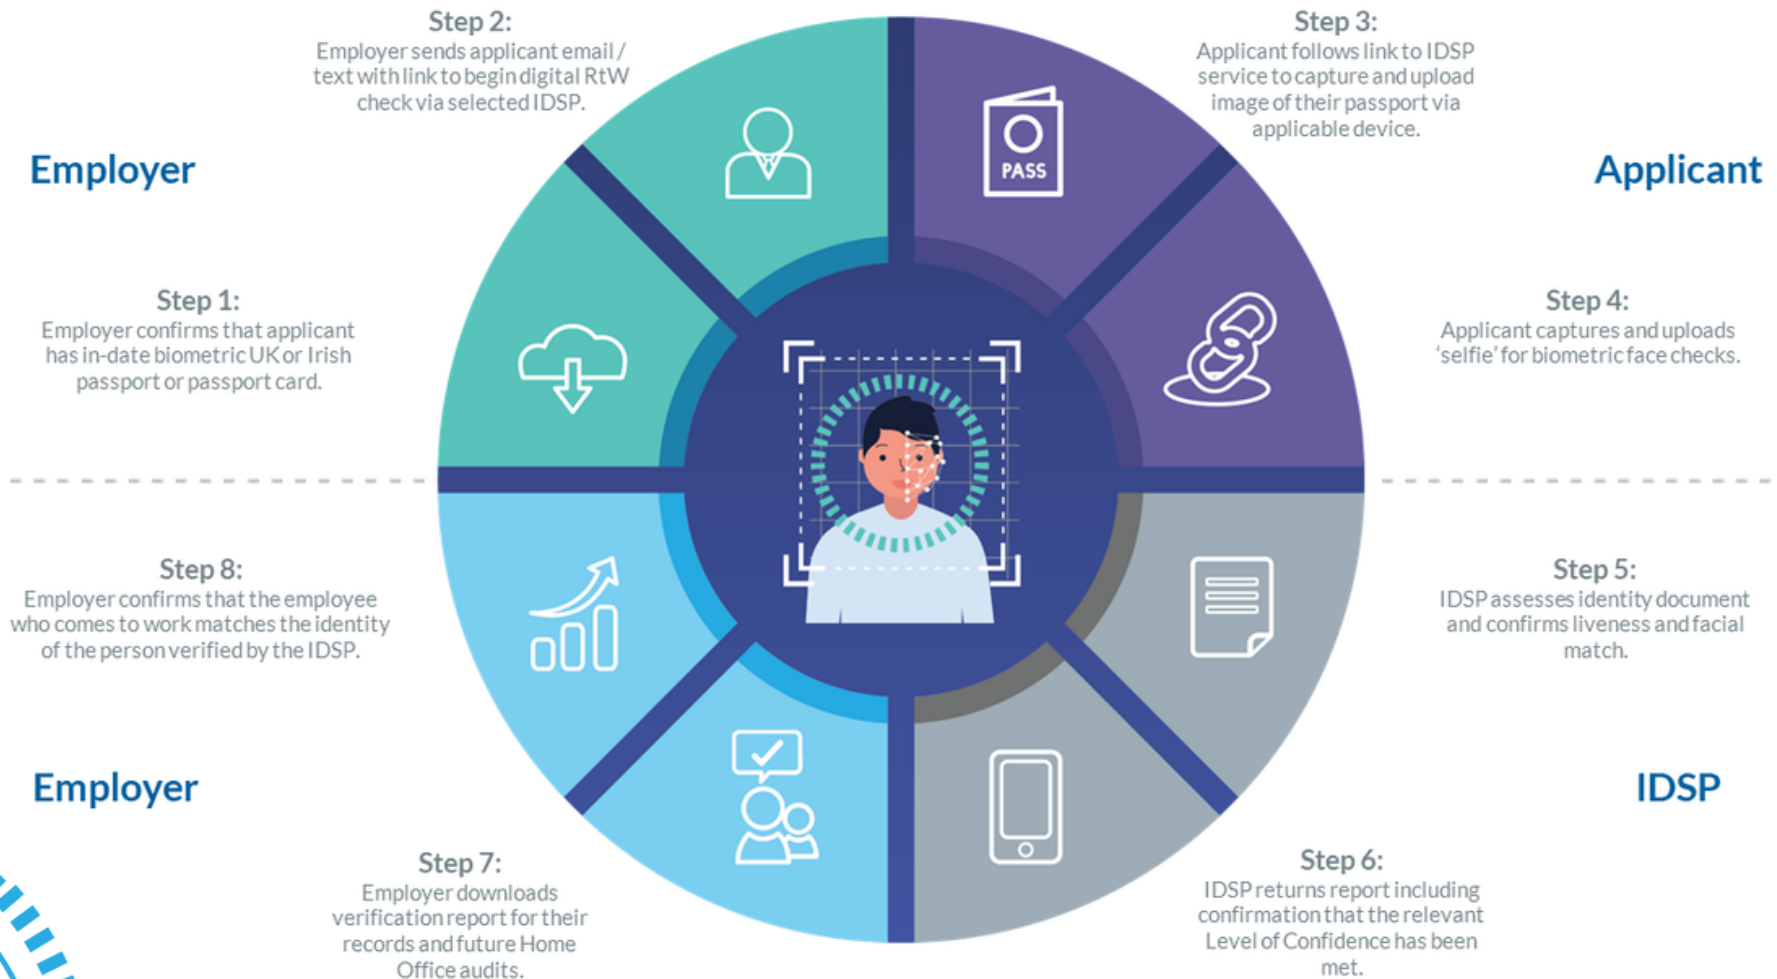 Employer
Step 1:
Employer confirms that applicant
has in-date biometric UK or Irish
passport or passport card.
Step 2:
Employer sends applicant email /
text with link to begin digital RtW
check via selected IDSP.
Applicant
Step 3:
Applicant follows link to IDSP
service to capture and upload
image of their passport via
applicable device.
PASS
Step 4:
Applicant captures and uploads
‘selfie’ for biometric face checks.
IDSP
Step 5:
IDSP assesses identity document
and confirms liveness and facial
match.
Step 6:
IDSP returns report including
confirmation that the relevant
Level of Confidence has been
met.
Employer
Step 7:
Employer downloads
verification report for their
records and future Home
Office audits.
Step 8:
Employer confirms that the employee
who comes to work matches the identity
of the person verified by the IDSP.